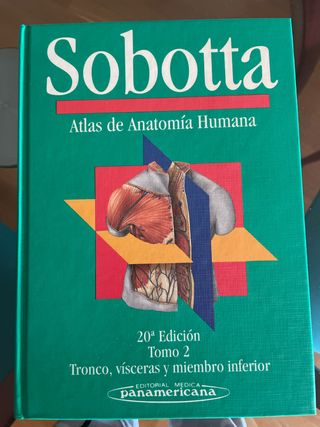 Sobotta
Atlas de Anatomía Humana
20ª Edición
Tomo 2
Tronco, vísceras y miembro inferior
EDITORIAL MEDICA
panamericana